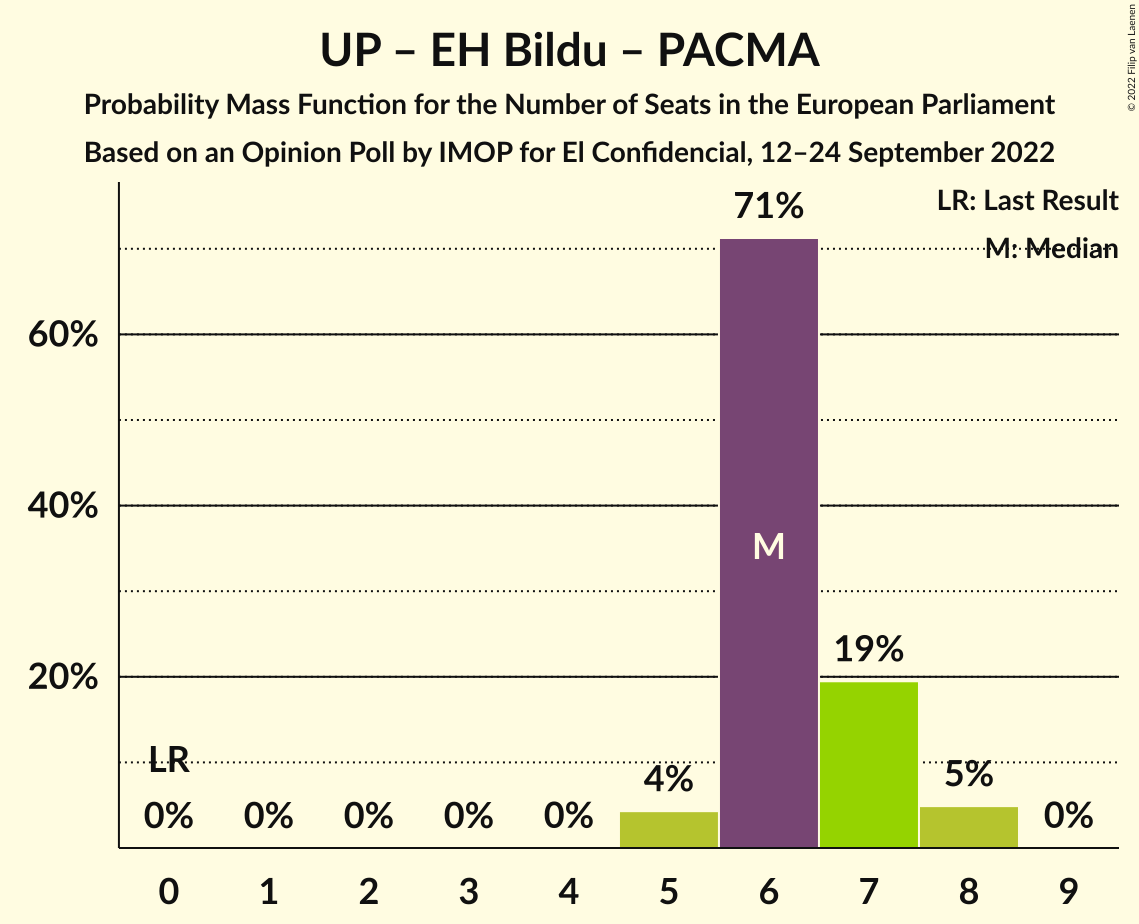 UP – EH Bildu – PACMA
Probability Mass Function for the Number of Seats in the European Parliament
Based on an Opinion Poll by IMOP for El Confidencial, 12–24 September 2022
© 2022 Filip van Laenen
LR: Last Result
M: Median
71%
60%
40%
M
19%
20%
LR
4%
5%
0%
0%
0%
0%
0%
0%
0 1 2 3 4 5 6 7 8 9